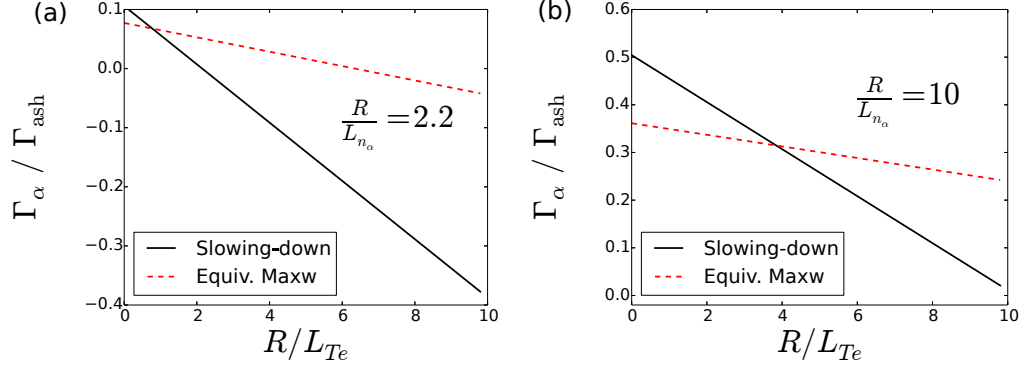 (a)
0.1
0.0
−0.1
−0.2
−0.3
−0.4
Γα / Γash
R/Lnα =2.2
Slowing-down
Equiv. Maxw
0 2 4 6 8 10
R/LTe
(b)
0.6
0.5
0.4
0.3
0.2
0.1
0.0
Γα / Γash
R/Lnα =10
Slowing-down
Equiv. Maxw
0 2 4 6 8 10
R/LTe